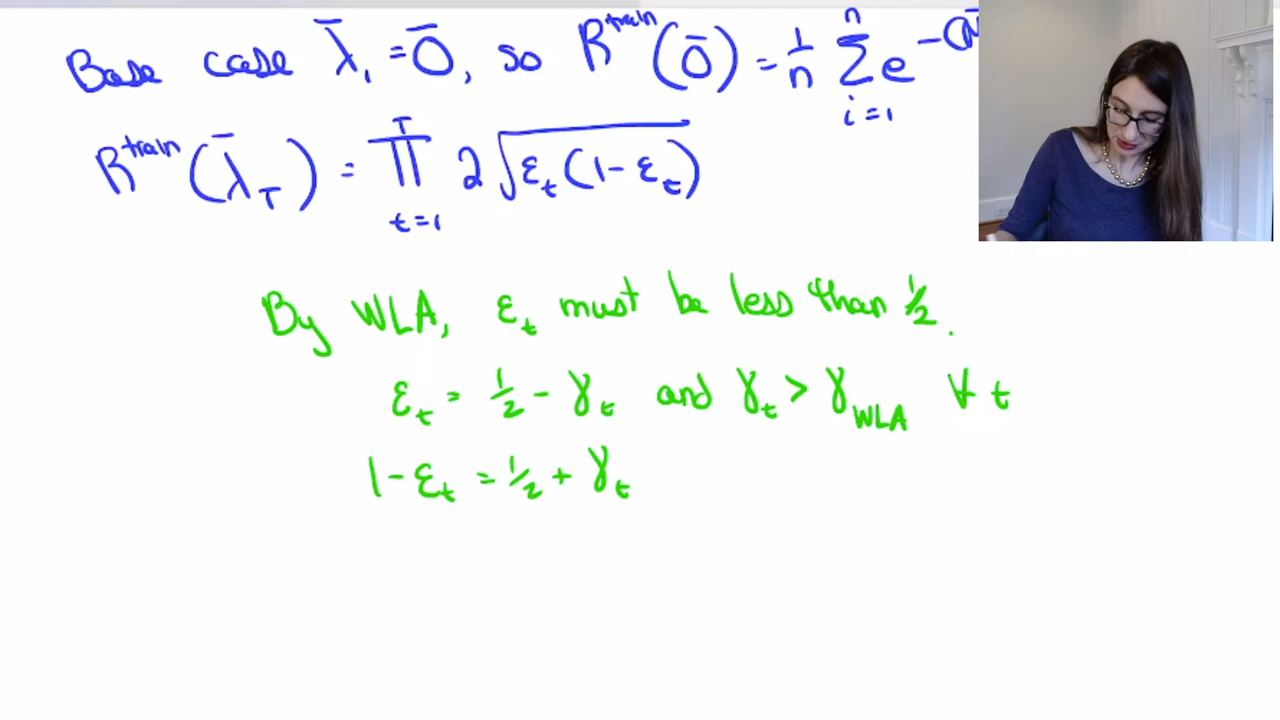 Base case λ̄₁ = 0̄, so R^train(0̄) = 1/n Σ_{i=1}^{n} e^{-(
R^train(λ̄_T) = ∏_{t=1}^{T} 2√(ε_t(1-ε_t))
By WLA, ε_t must be less than 1/2.
ε_t = 1/2 - γ_t and γ_t > γ_WLA ∀ t
1-ε_t = 1/2 + γ_t